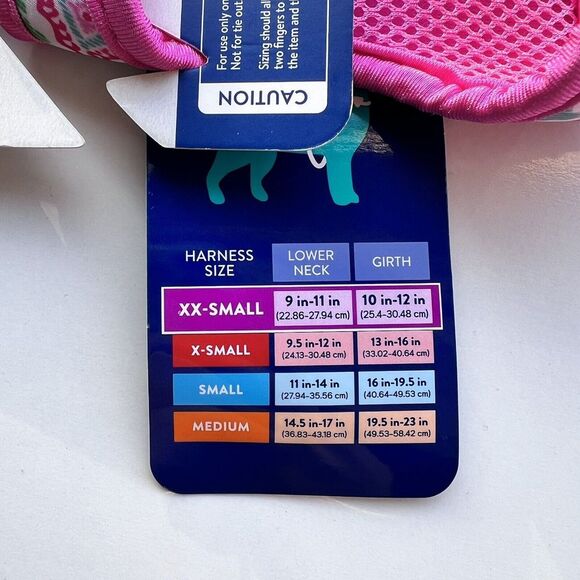 For use only on
Not for tie out
Sizing should al
two fingers to
the item and th
CAUTION
HARNESS SIZE LOWER NECK GIRTH
XX-SMALL 9 in-11 in 10 in-12 in
(22.86-27.94 cm) (25.4-30.48 cm)
X-SMALL 9.5 in-12 in 13 in-16 in
(24.13-30.48 cm) (33.02-40.64 cm)
SMALL 11 in-14 in 16 in-19.5 in
(27.94-35.56 cm) (40.64-49.53 cm)
MEDIUM 14.5 in-17 in 19.5 in-23 in
(36.83-43.18 cm) (49.53-58.42 cm)